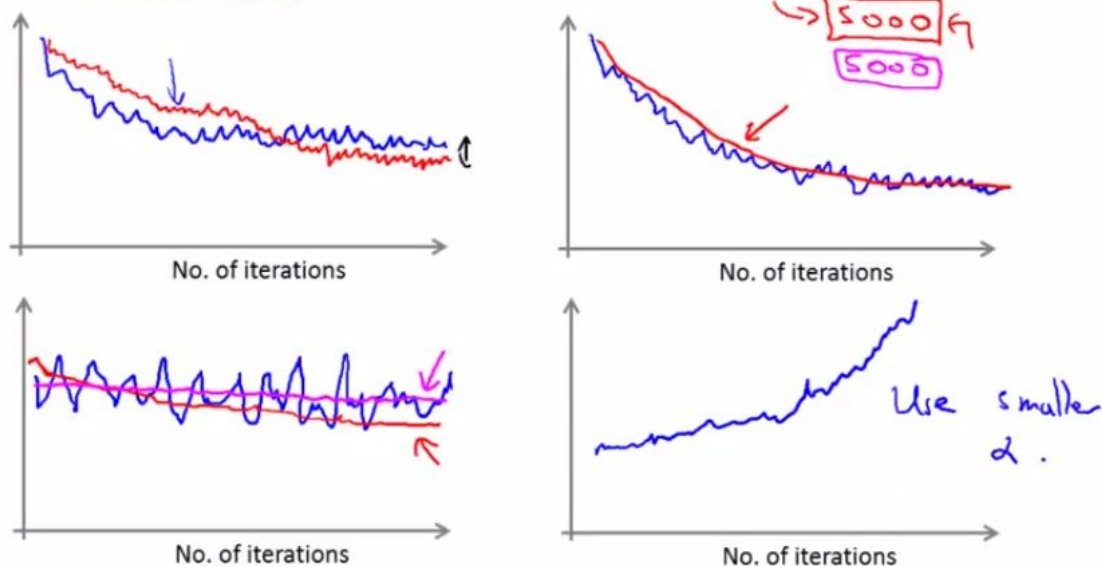 5000
5000
No. of iterations
No. of iterations
Use smaller
α.
No. of iterations
No. of iterations